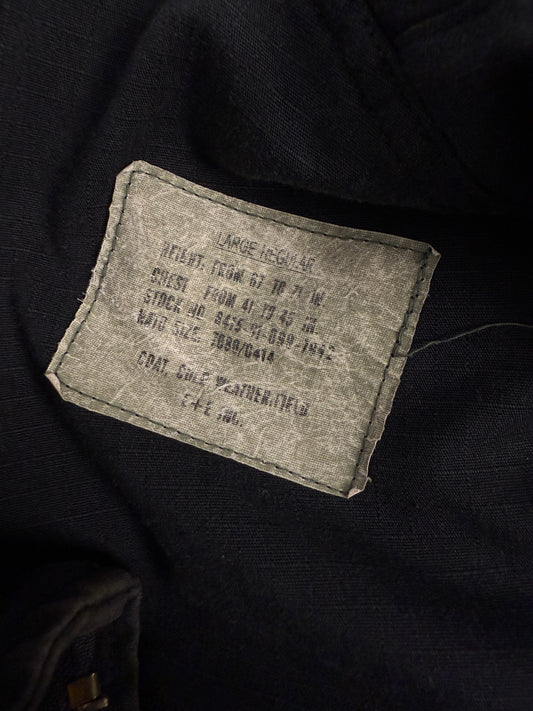 LARGE REGULAR
HEIGHT: FROM 67 TO 71 IN.
CHEST FROM 41 TO 45 IN.
STOCK NO. 8415-01-099-7842
NATO SIZE: 7080/0414
COAT, COLD WEATHER, FIELD
E+E INC.